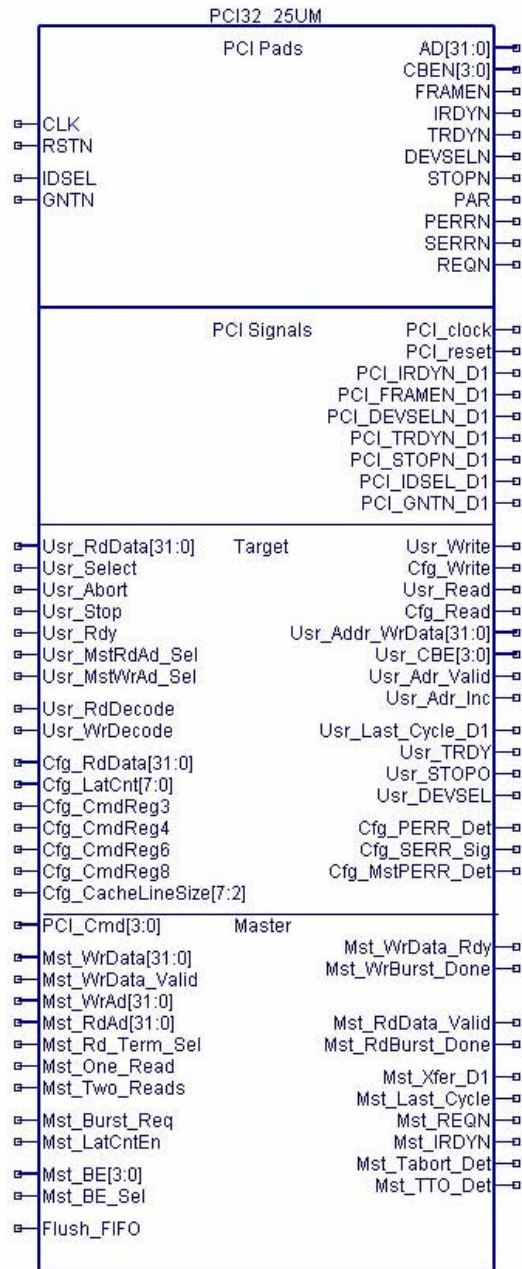 PCI32_25UM
PCI Pads
AD[31:0]
CBEN[3:0]
FRAMEN
IRDYN
CLK
TRDYN
RSTN
DEVSELN
IDSEL
STOPN
GNTN
PAR
PERRN
SERRN
REQN
PCI Signals
PCI_clock
PCI_reset
PCI_IRDYN_D1
PCI_FRAMEN_D1
PCI_DEVSELN_D1
PCI_TRDYN_D1
PCI_STOPN_D1
PCI_IDSEL_D1
PCI_GNTN_D1
Usr_RdData[31:0] Target Usr_Write
Usr_Select Cfg_Write
Usr_Abort Usr_Read
Usr_Stop Cfg_Read
Usr_Rdy Usr_Addr_WrData[31:0]
Usr_MstRdAd_Sel Usr_CBE[3:0]
Usr_MstWrAd_Sel Usr_Adr_Valid
Usr_Adr_Inc
Usr_RdDecode
Usr_WrDecode Usr_Last_Cycle_D1
Usr_TRDY
Cfg_RdData[31:0] Usr_STOPO
Cfg_LatCnt[7:0] Usr_DEVSEL
Cfg_CmdReg3
Cfg_CmdReg4 Cfg_PERR_Det
Cfg_CmdReg6 Cfg_SERR_Sig
Cfg_CmdReg8 Cfg_MstPERR_Det
Cfg_CacheLineSize[7:2]
PCI_Cmd[3:0] Master
Mst_WrData_Rdy
Mst_WrData[31:0] Mst_WrBurst_Done
Mst_WrData_Valid
Mst_WrAd[31:0]
Mst_RdAd[31:0] Mst_RdData_Valid
Mst_Rd_Term_Sel Mst_RdBurst_Done
Mst_One_Read
Mst_Two_Reads Mst_Xfer_D1
Mst_Last_Cycle
Mst_Burst_Req Mst_REQN
Mst_LatCntEn Mst_IRDYN
Mst_Tabort_Det
Mst_BE[3:0] Mst_TTO_Det
Mst_BE_Sel
Flush_FIFO